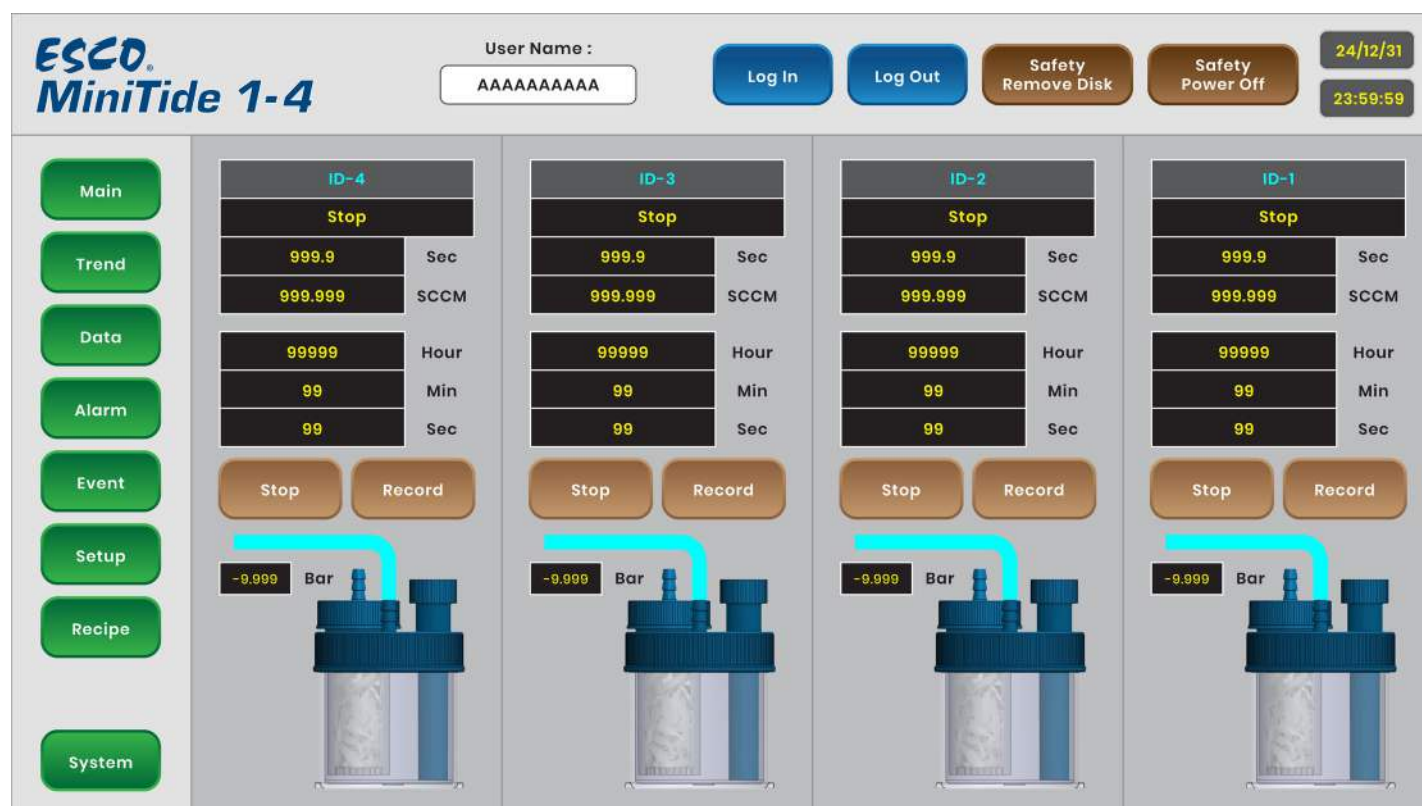 ESCO®
MiniTide 1-4
User Name :
AAAAAAAAAA
Log In
Log Out
Safety
Remove Disk
Safety
Power Off
24/12/31
23:59:59
Main
Trend
Data
Alarm
Event
Setup
Recipe
System
ID-4
Stop
999.9 Sec
999.999 SCCM
99999 Hour
99 Min
99 Sec
Stop Record
-9.999 Bar
ID-3
Stop
999.9 Sec
999.999 SCCM
99999 Hour
99 Min
99 Sec
Stop Record
-9.999 Bar
ID-2
Stop
999.9 Sec
999.999 SCCM
99999 Hour
99 Min
99 Sec
Stop Record
-9.999 Bar
ID-1
Stop
999.9 Sec
999.999 SCCM
99999 Hour
99 Min
99 Sec
Stop Record
-9.999 Bar